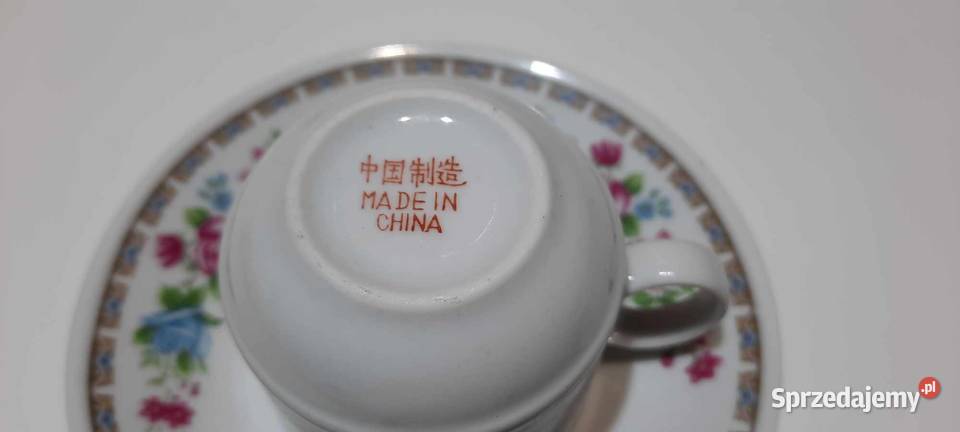 中国制造
MADE IN
CHINA
Sprzedajemy.pl